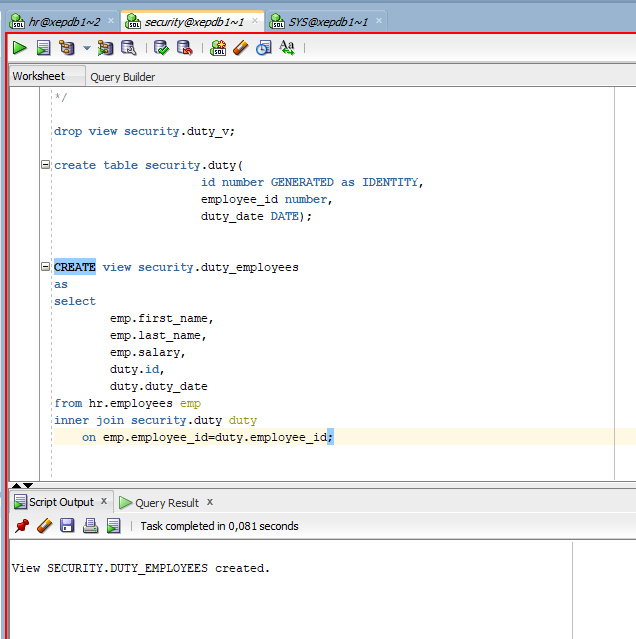 hr@xepdb1~2 × security@xepdb1~1 × SYS@xepdb1~1 ×
Worksheet Query Builder
*/
drop view security.duty_v;
create table security.duty(
id number GENERATED as IDENTITY,
employee_id number,
duty_date DATE);
CREATE view security.duty_employees
as
select
emp.first_name,
emp.last_name,
emp.salary,
duty.id,
duty.duty_date
from hr.employees emp
inner join security.duty duty
on emp.employee_id=duty.employee_id;
Script Output × Query Result ×
Task completed in 0,081 seconds
View SECURITY.DUTY_EMPLOYEES created.